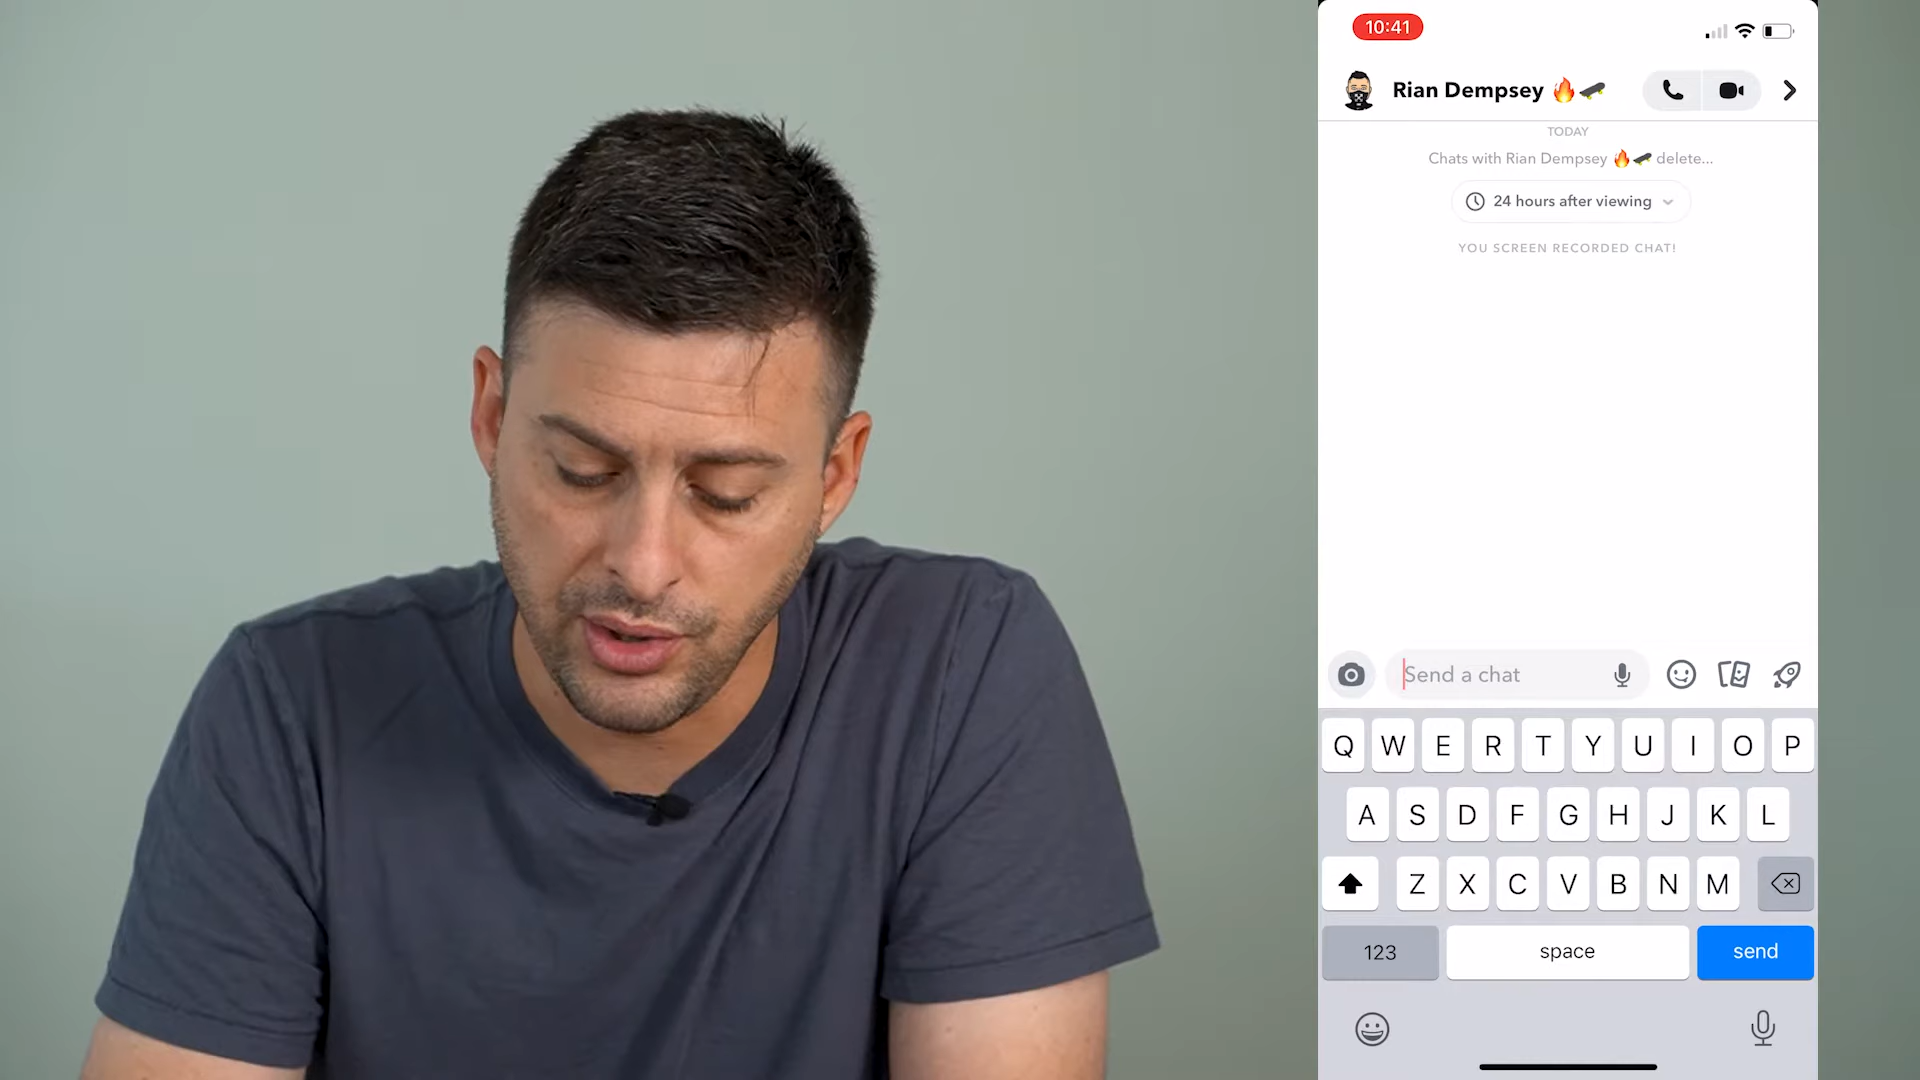 10:41
Rian Dempsey 🔥🛹
TODAY
Chats with Rian Dempsey 🔥🛹 delete...
24 hours after viewing
YOU SCREEN RECORDED CHAT!
Send a chat
Q W E R T Y U I O P
A S D F G H J K L
Z X C V B N M
123 space send